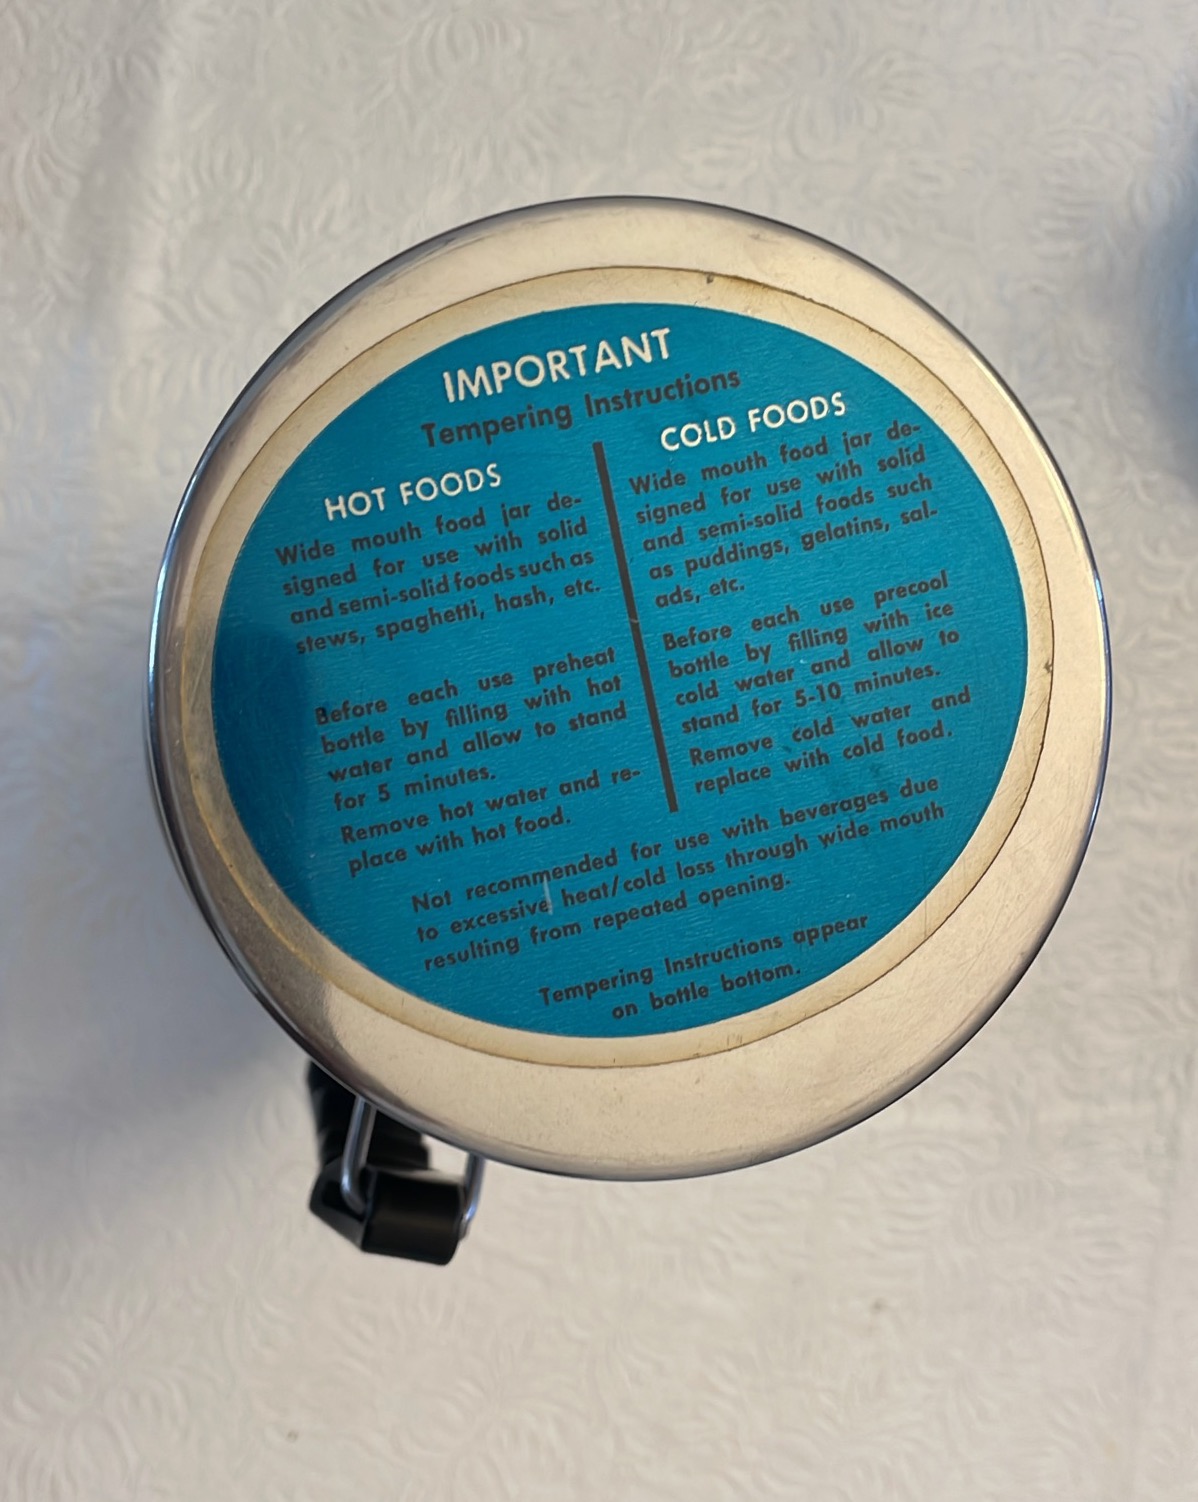 IMPORTANT
Tempering Instructions
HOT FOODS
Wide mouth food jar de-
signed for use with solid
and semi-solid foods such as
stews, spaghetti, hash, etc.
Before each use preheat
bottle by filling with hot
water and allow to stand
for 5 minutes.
Remove hot water and re-
place with hot food.
COLD FOODS
Wide mouth food jar de-
signed for use with solid
and semi-solid foods such
as puddings, gelatins, sal-
ads, etc.
Before each use precool
bottle by filling with ice
cold water and allow to
stand for 5-10 minutes.
Remove cold water and
replace with cold food.
Not recommended for use with beverages due
to excessive heat/cold loss through wide mouth
resulting from repeated opening.
Tempering Instructions appear
on bottle bottom.